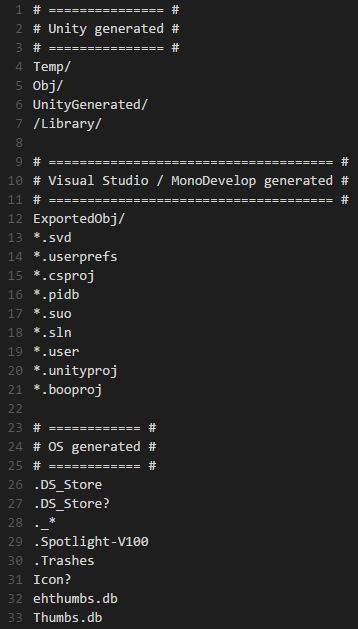 1 # =============== #
2 # Unity generated #
3 # =============== #
4 Temp/
5 Obj/
6 UnityGenerated/
7 /Library/
8
9 # ===================================== #
10 # Visual Studio / MonoDevelop generated #
11 # ===================================== #
12 ExportedObj/
13 *.svd
14 *.userprefs
15 *.csproj
16 *.pidb
17 *.suo
18 *.sln
19 *.user
20 *.unityproj
21 *.booproj
22
23 # ============ #
24 # OS generated #
25 # ============ #
26 .DS_Store
27 .DS_Store?
28 ._*
29 .Spotlight-V100
30 .Trashes
31 Icon?
32 ehthumbs.db
33 Thumbs.db